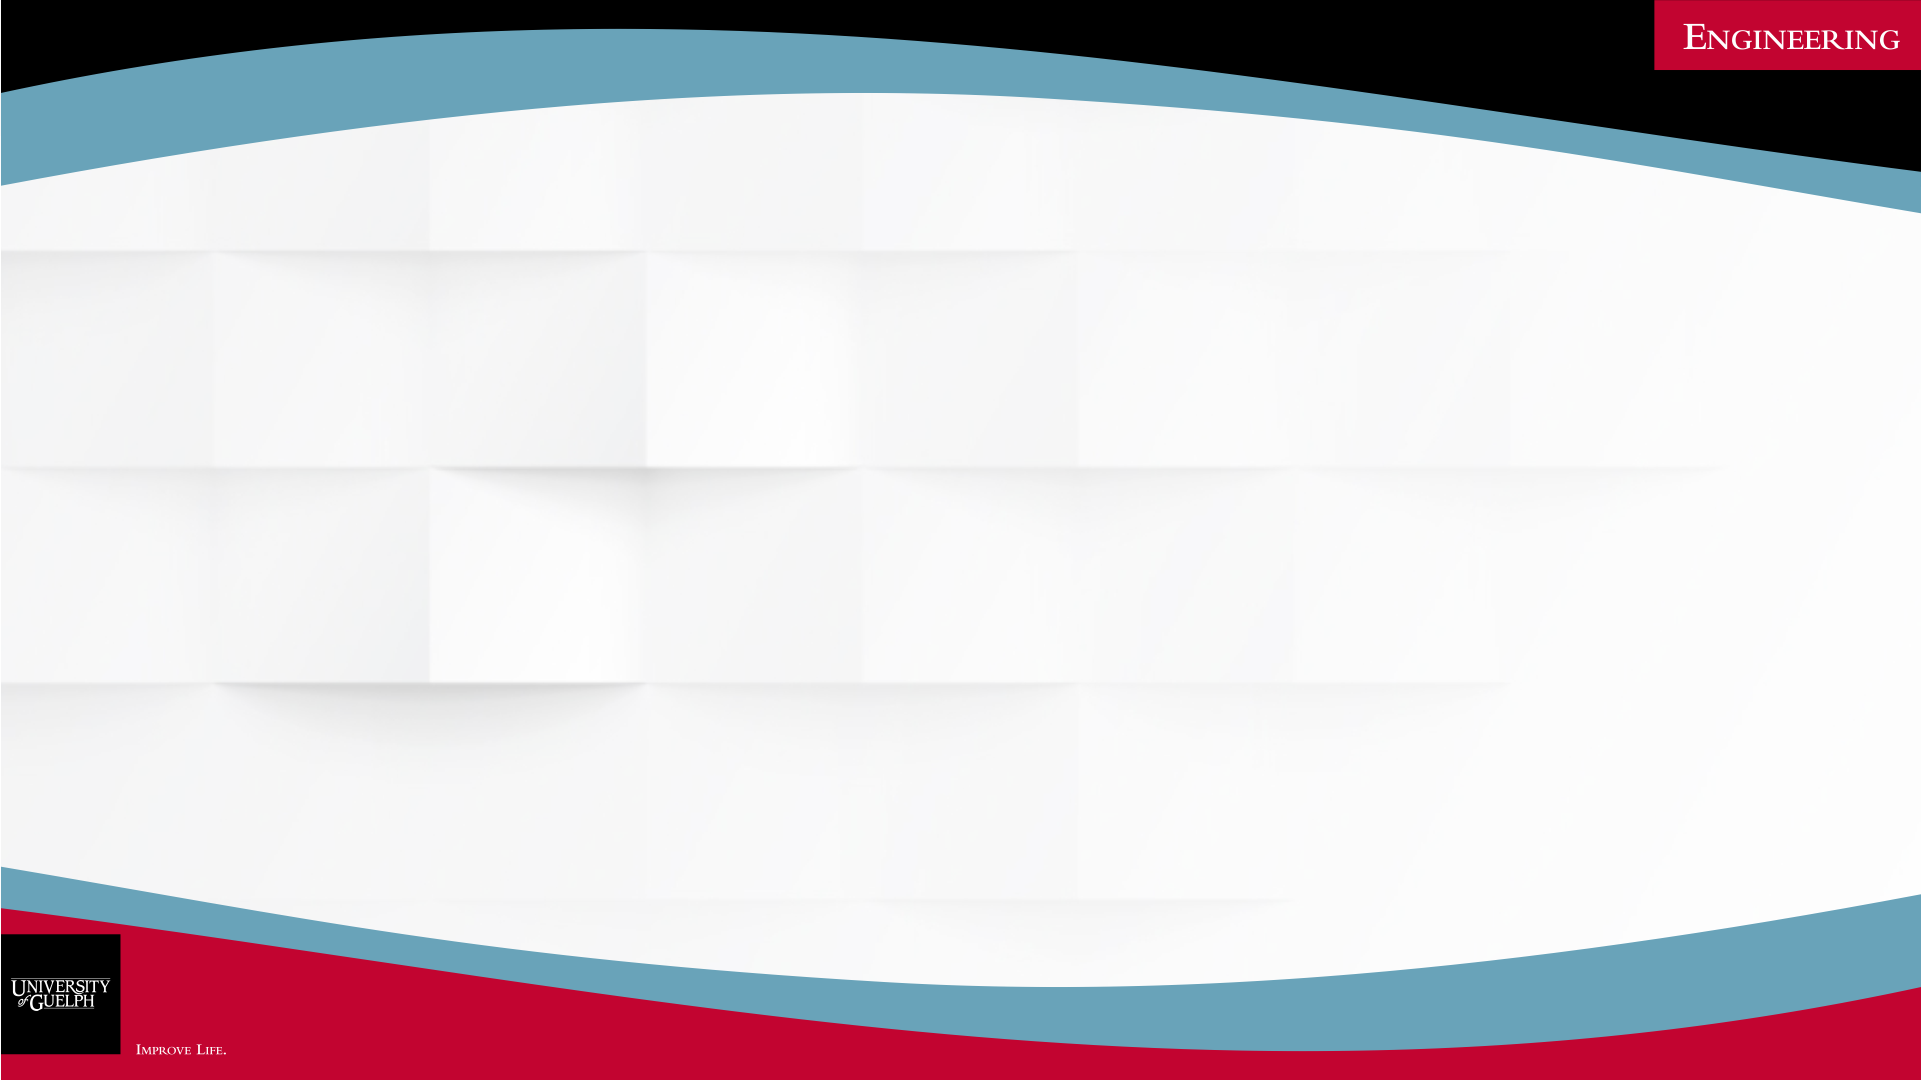 ENGINEERING
UNIVERSITY
of GUELPH
IMPROVE LIFE.